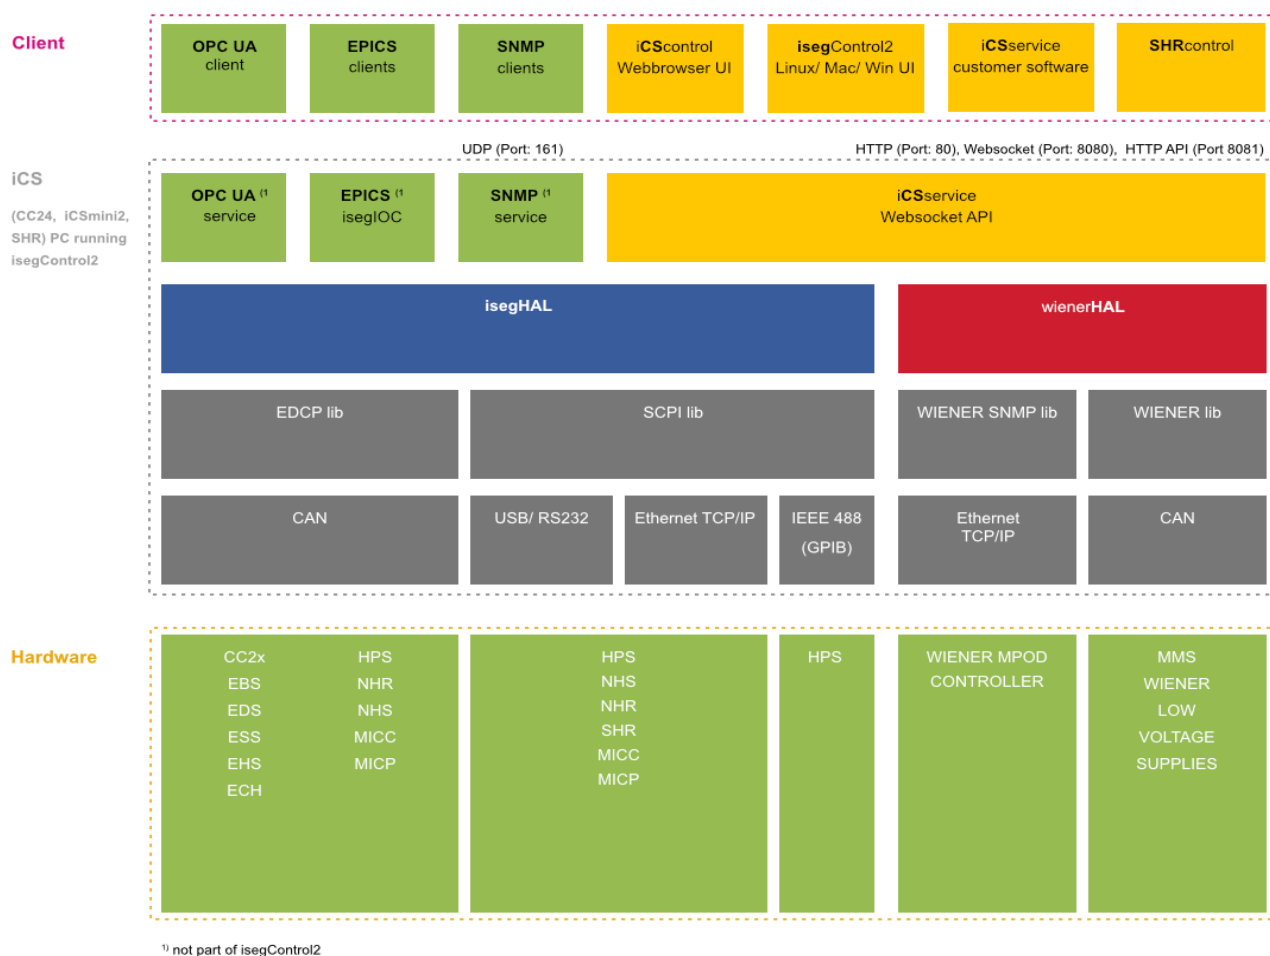 Client
OPC UA
client
EPICS
clients
SNMP
clients
iCScontrol
Webbrowser UI
isegControl2
Linux/ Mac/ Win UI
iCSservice
customer software
SHRcontrol
UDP (Port: 161)
HTTP (Port: 80), Websocket (Port: 8080), HTTP API (Port 8081)
iCS
(CC24, iCSmini2,
SHR) PC running
isegControl2
OPC UA (1
service
EPICS (1
isegIOC
SNMP (1
service
iCSservice
Websocket API
isegHAL
wienerHAL
EDCP lib
SCPI lib
WIENER SNMP lib
WIENER lib
CAN
USB/ RS232
Ethernet TCP/IP
IEEE 488
(GPIB)
Ethernet
TCP/IP
CAN
Hardware
CC2x
EBS
EDS
ESS
EHS
ECH
HPS
NHR
NHS
MICC
MICP
HPS
NHS
NHR
SHR
MICC
MICP
HPS
WIENER MPOD
CONTROLLER
MMS
WIENER
LOW
VOLTAGE
SUPPLIES
1) not part of isegControl2